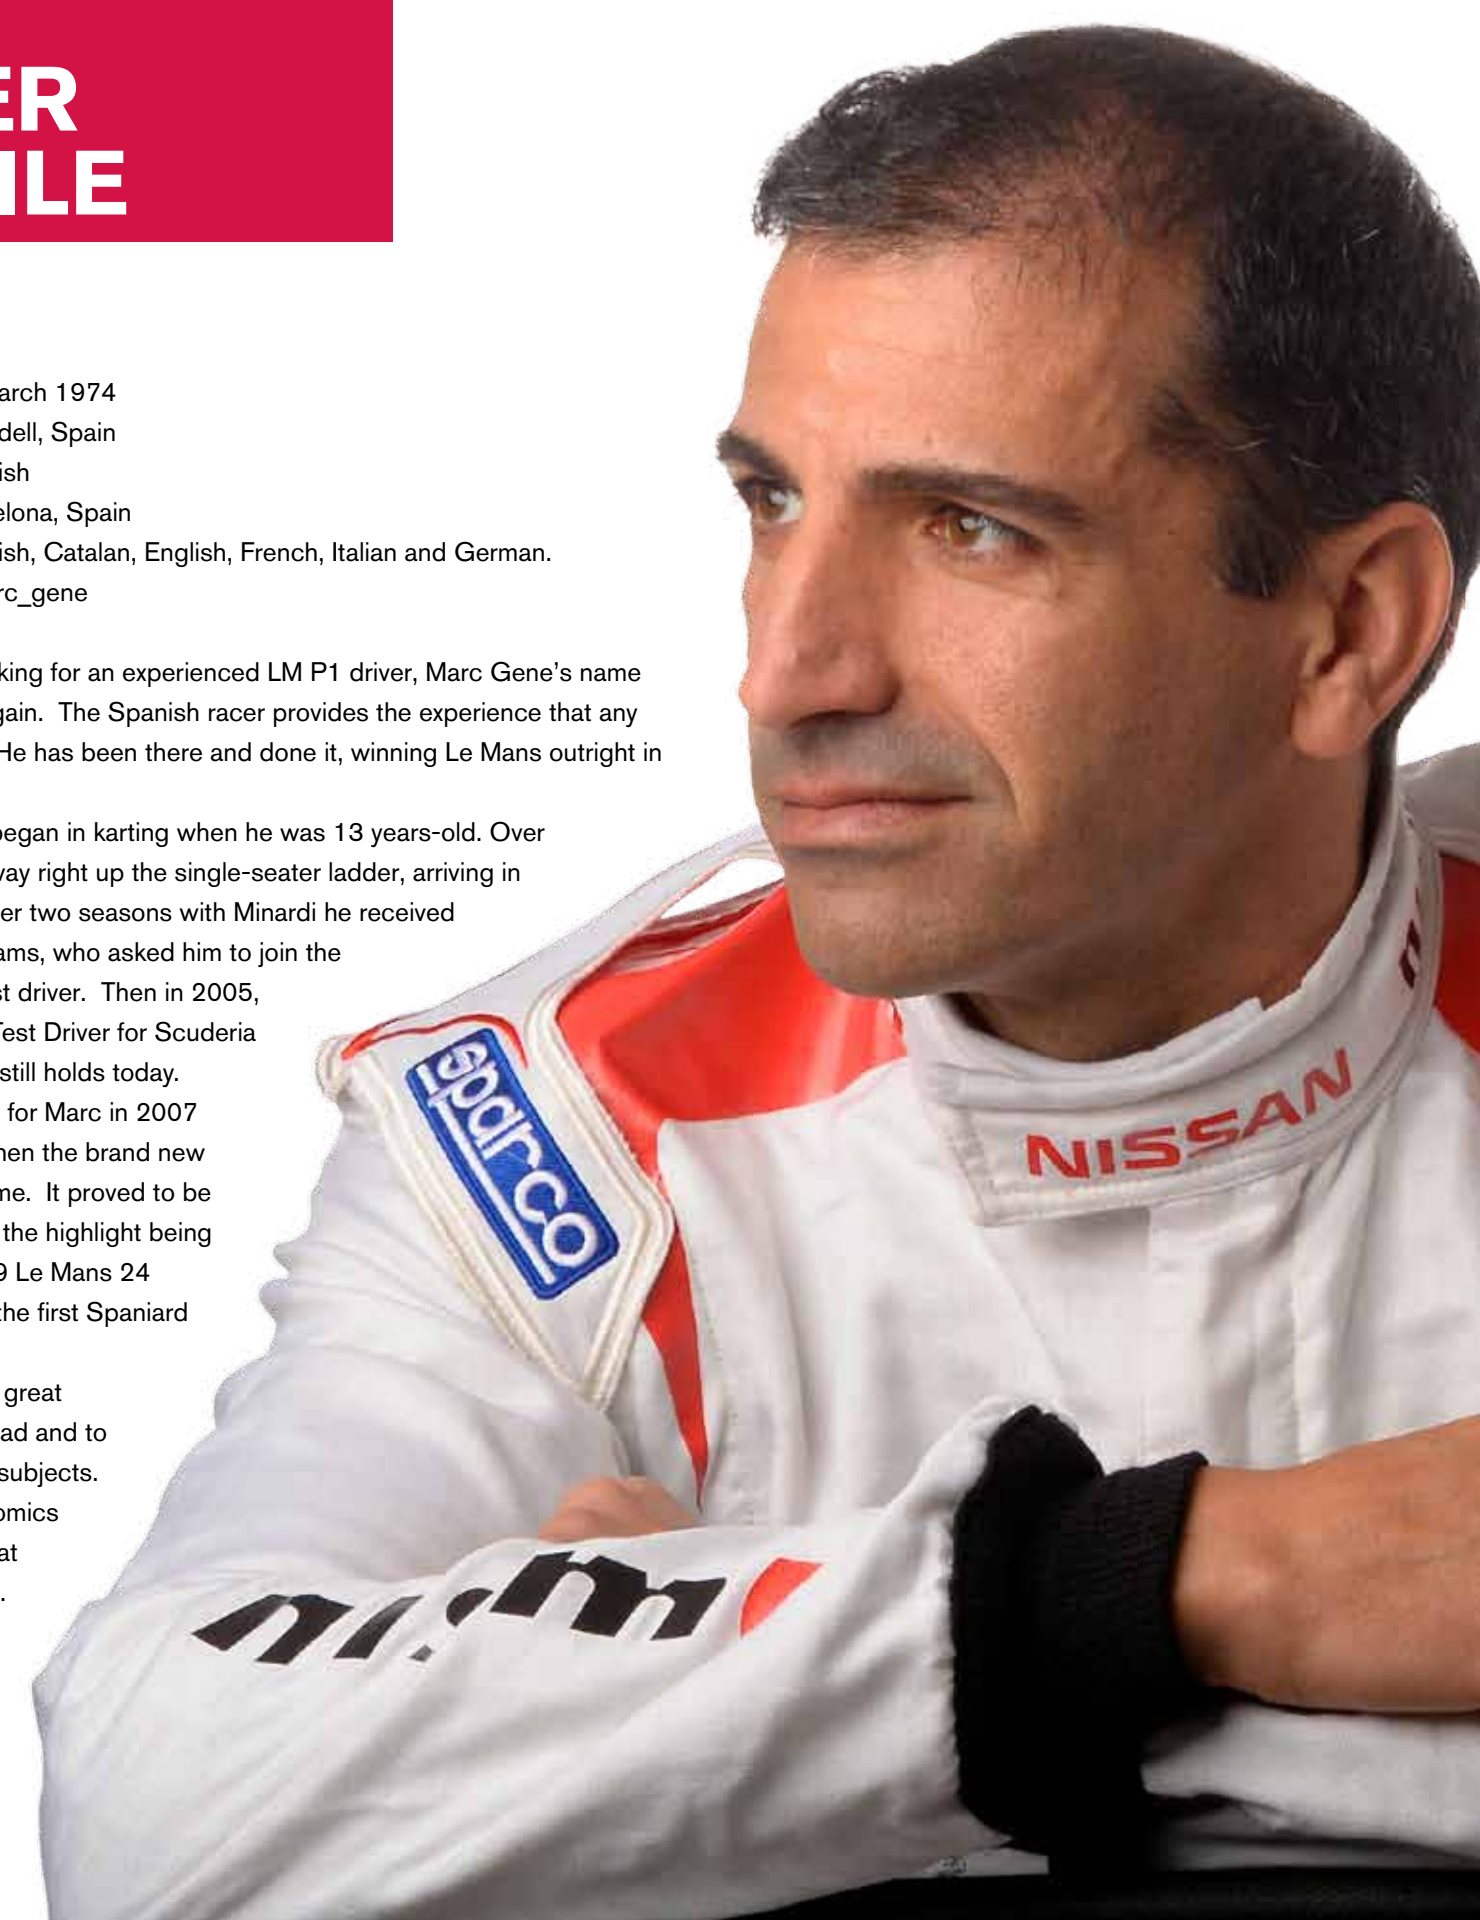 ER
ILE
arch 1974
dell, Spain
ish
elona, Spain
ish, Catalan, English, French, Italian and German.
rc_gene
king for an experienced LM P1 driver, Marc Gene's name
gain. The Spanish racer provides the experience that any
He has been there and done it, winning Le Mans outright in
began in karting when he was 13 years-old. Over
way right up the single-seater ladder, arriving in
er two seasons with Minardi he received
ams, who asked him to join the
st driver. Then in 2005,
Test Driver for Scuderia
still holds today.
for Marc in 2007
hen the brand new
me. It proved to be
the highlight being
9 Le Mans 24
the first Spaniard
great
ad and to
subjects.
omics
at
.
sparco
NISSAN
nism